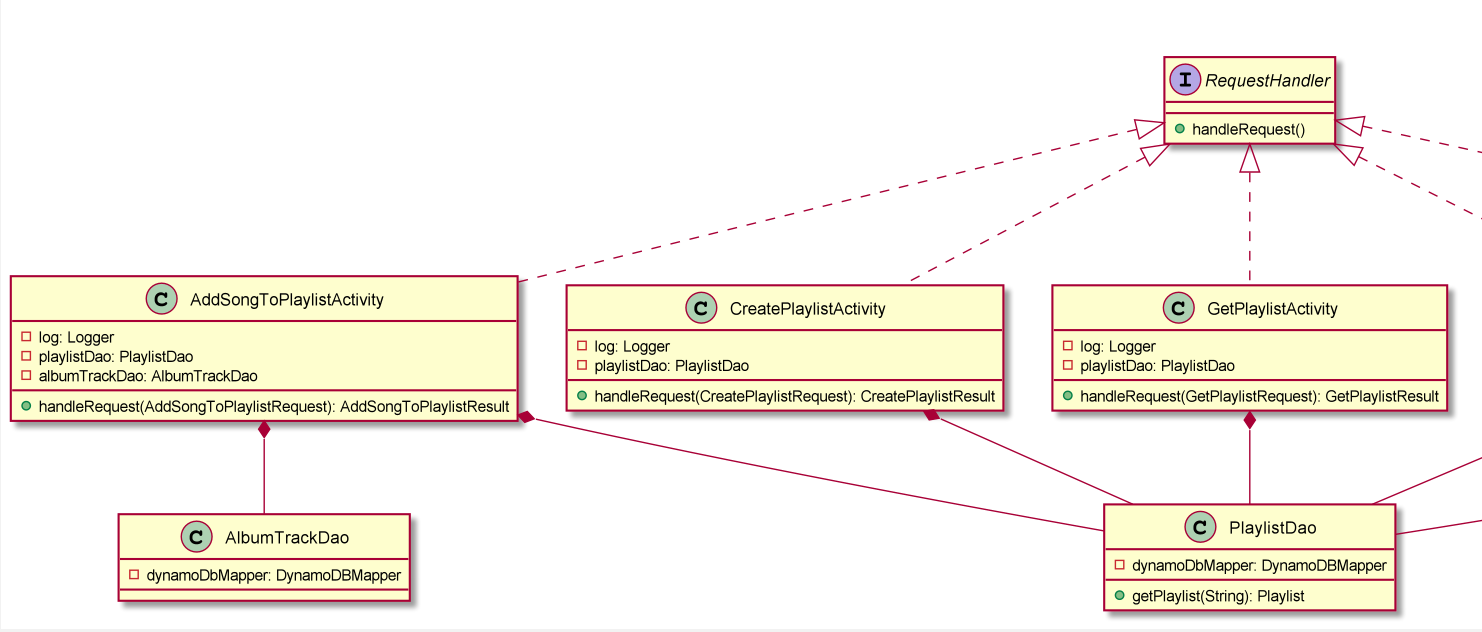 I RequestHandler
handleRequest()
C AddSongToPlaylistActivity
log: Logger
playlistDao: PlaylistDao
albumTrackDao: AlbumTrackDao
handleRequest(AddSongToPlaylistRequest): AddSongToPlaylistResult
C CreatePlaylistActivity
log: Logger
playlistDao: PlaylistDao
handleRequest(CreatePlaylistRequest): CreatePlaylistResult
C GetPlaylistActivity
log: Logger
playlistDao: PlaylistDao
handleRequest(GetPlaylistRequest): GetPlaylistResult
C AlbumTrackDao
dynamoDbMapper: DynamoDBMapper
C PlaylistDao
dynamoDbMapper: DynamoDBMapper
getPlaylist(String): Playlist